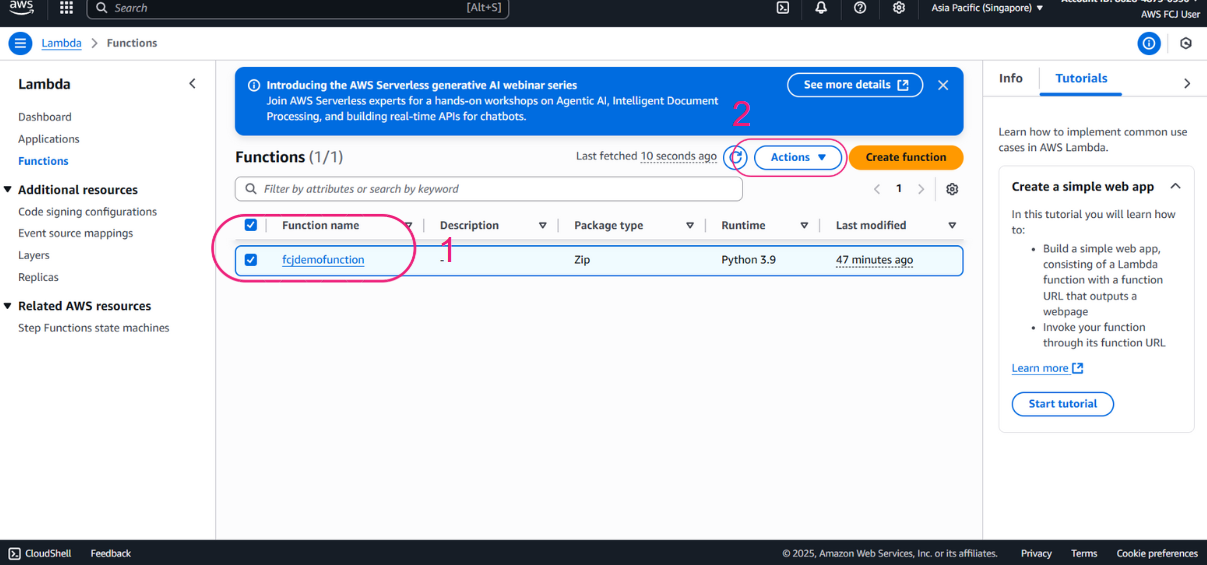 aws
Search
[Alt+S]
Asia Pacific (Singapore)
AWS FCJ User
Lambda
Functions
Lambda
Dashboard
Applications
Functions
Additional resources
Code signing configurations
Event source mappings
Layers
Replicas
Related AWS resources
Step Functions state machines
Introducing the AWS Serverless generative AI webinar series
Join AWS Serverless experts for a hands-on workshops on Agentic AI, Intelligent Document
Processing, and building real-time APIs for chatbots.
See more details
2
Functions (1/1)
Last fetched 10 seconds ago
Actions
Create function
Filter by attributes or search by keyword
1
Function name
Description
Package type
Runtime
Last modified
1
fcjdemofunction
-
Zip
Python 3.9
47 minutes ago
Info
Tutorials
Learn how to implement common use
cases in AWS Lambda.
Create a simple web app
In this tutorial you will learn how
to:
• Build a simple web app,
consisting of a Lambda
function with a function
URL that outputs a
webpage
• Invoke your function
through its function URL
Learn more
Start tutorial
CloudShell
Feedback
© 2025, Amazon Web Services, Inc. or its affiliates.
Privacy
Terms
Cookie preferences